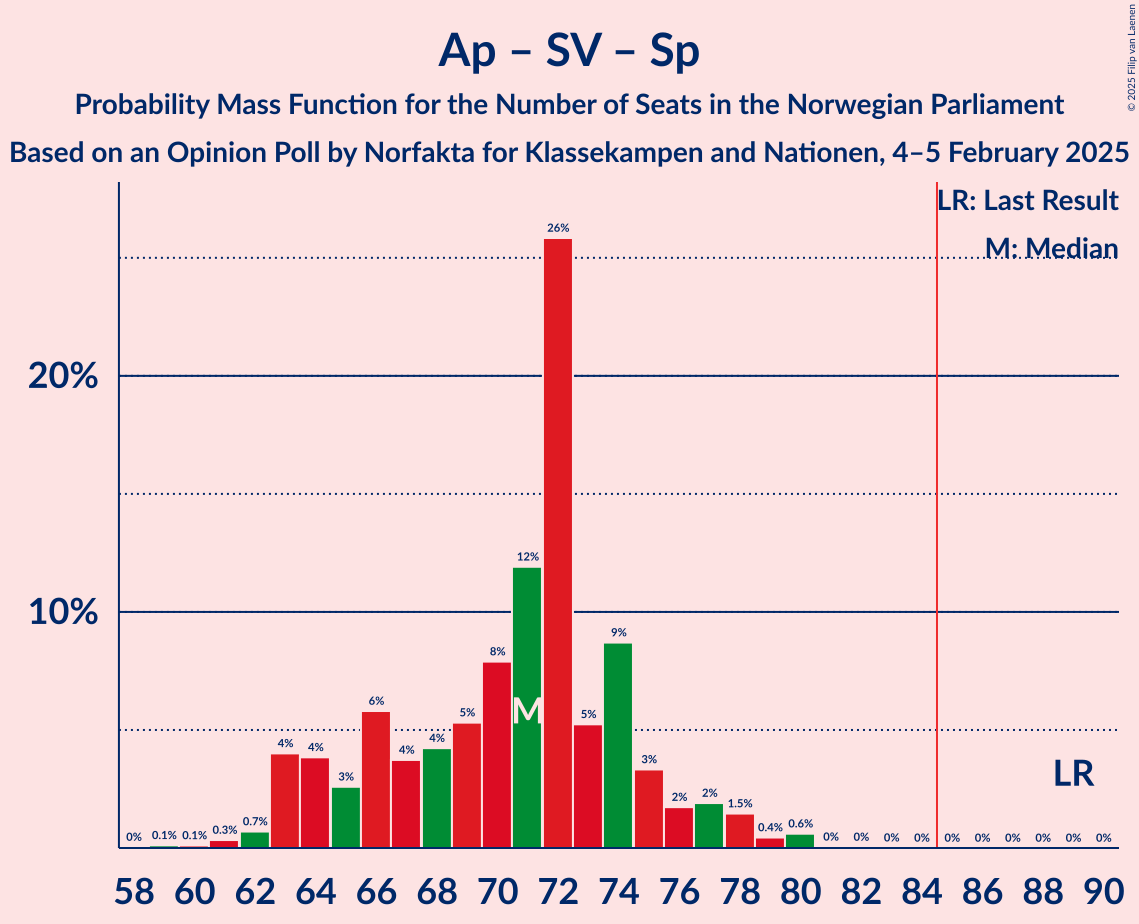 Ap – SV – Sp
Probability Mass Function for the Number of Seats in the Norwegian Parliament
Based on an Opinion Poll by Norfakta for Klassekampen and Nationen, 4–5 February 2025
© 2025 Filip van Laenen
LR: Last Result
M: Median
20%
10%
0% 0.1% 0.1% 0.3% 0.7% 4% 4% 3% 6% 4% 4% 5% 8% 12% 26% 5% 9% 3% 2% 2% 1.5% 0.4% 0.6% 0% 0% 0% 0% 0% 0% 0% 0% 0% 0%
M
LR
58 60 62 64 66 68 70 72 74 76 78 80 82 84 86 88 90